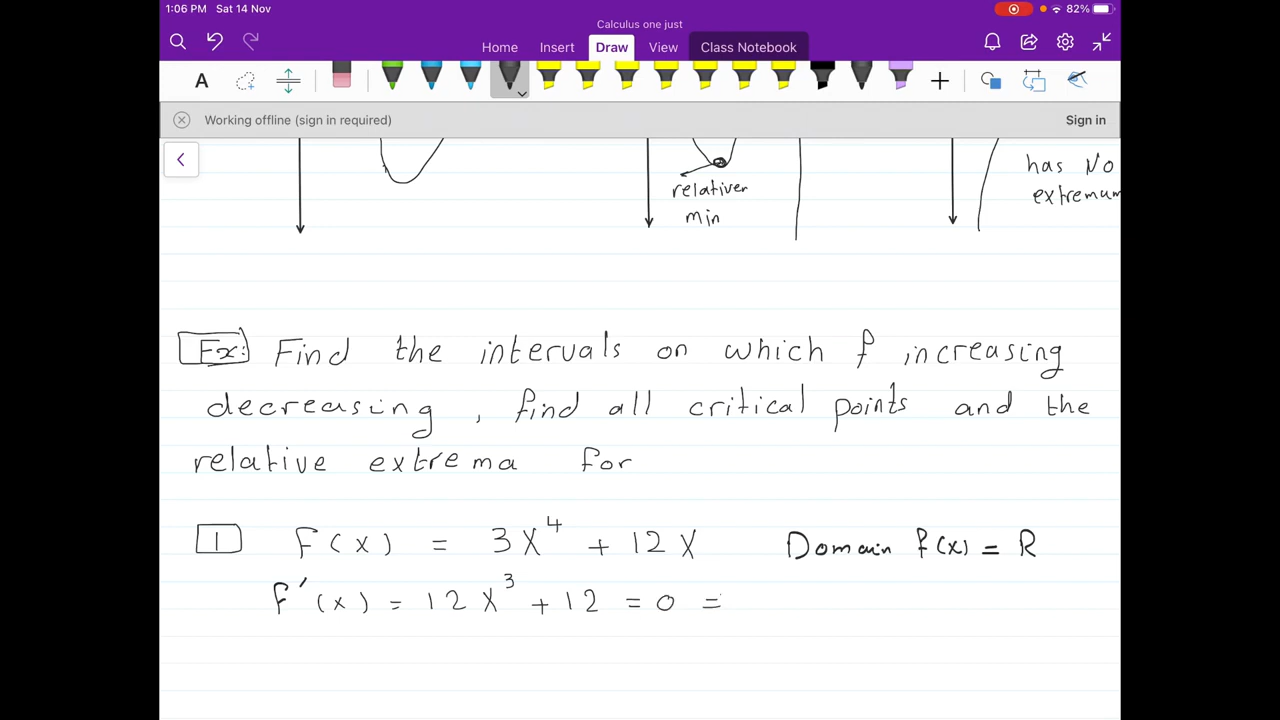 1:06 PM Sat 14 Nov 82%
Calculus one just
Home Insert Draw View Class Notebook
A
Working offline (sign in required) Sign in
relativer
min
has No
extremum
Ex: Find the intervals on which f increasing
decreasing , find all critical points and the
relative extrema for
1 F(x) = 3x⁴ + 12x Domain f(x) = R
F'(x) = 12x³ + 12 = 0 =